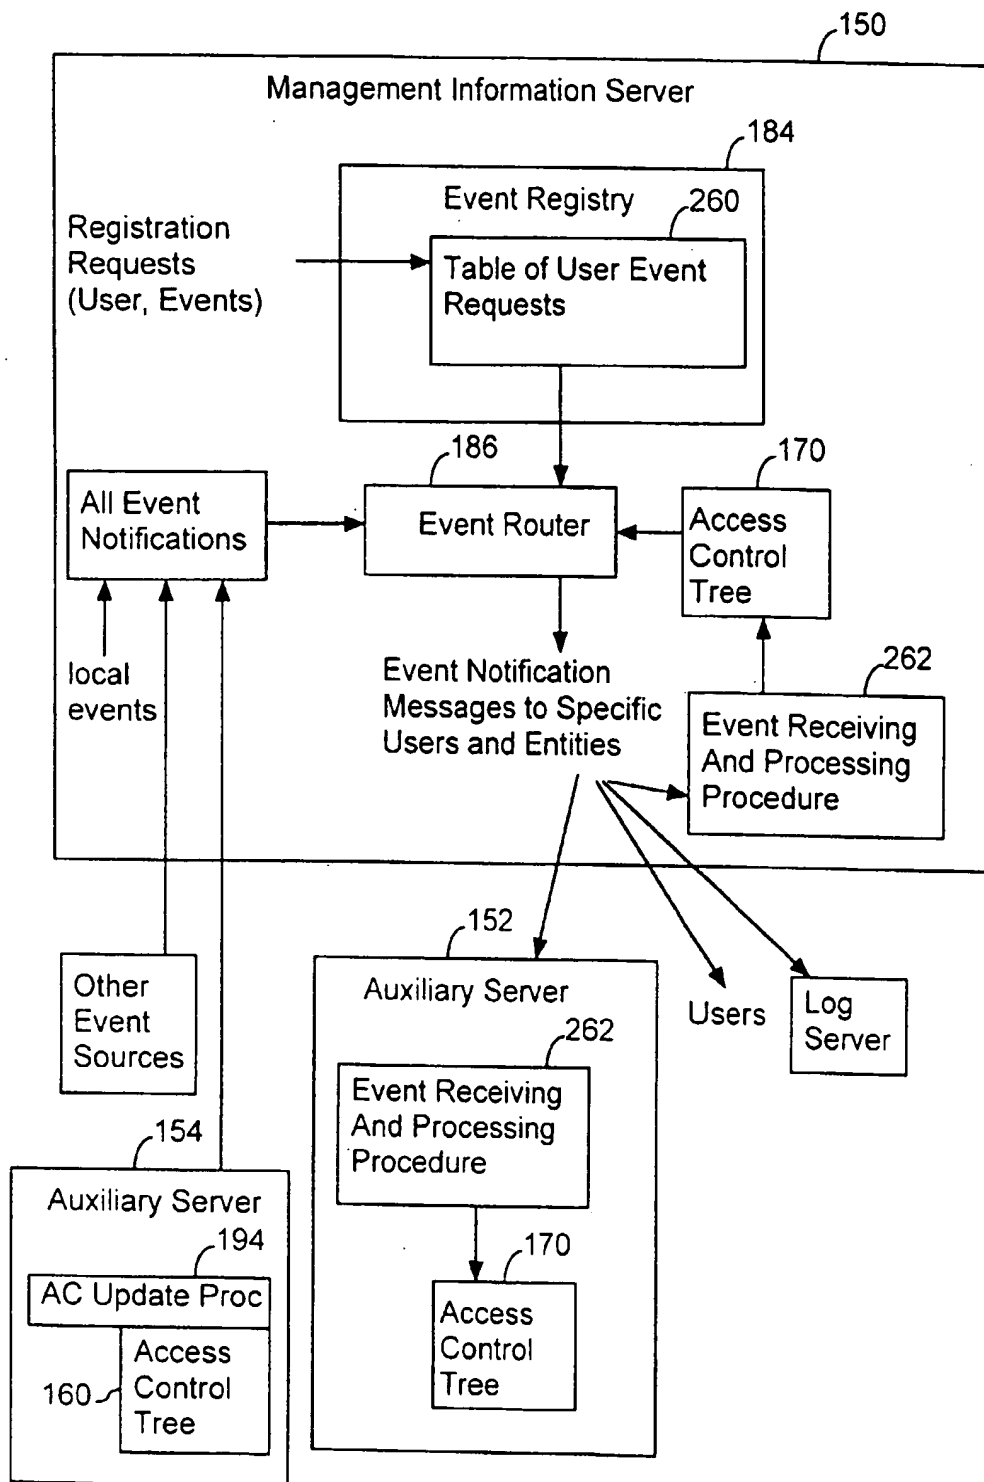 150
Management Information Server
184
Event Registry
260
Registration
Requests
(User, Events)
Table of User Event
Requests
186
170
All Event
Notifications
Event Router
Access
Control
Tree
local
events
Event Notification
Messages to Specific
Users and Entities
262
Event Receiving
And Processing
Procedure
152
Other
Event
Sources
Auxiliary Server
Users
Log
Server
262
Event Receiving
And Processing
Procedure
154
Auxiliary Server
194
AC Update Proc
170
Access
Control
Tree
160
Access
Control
Tree